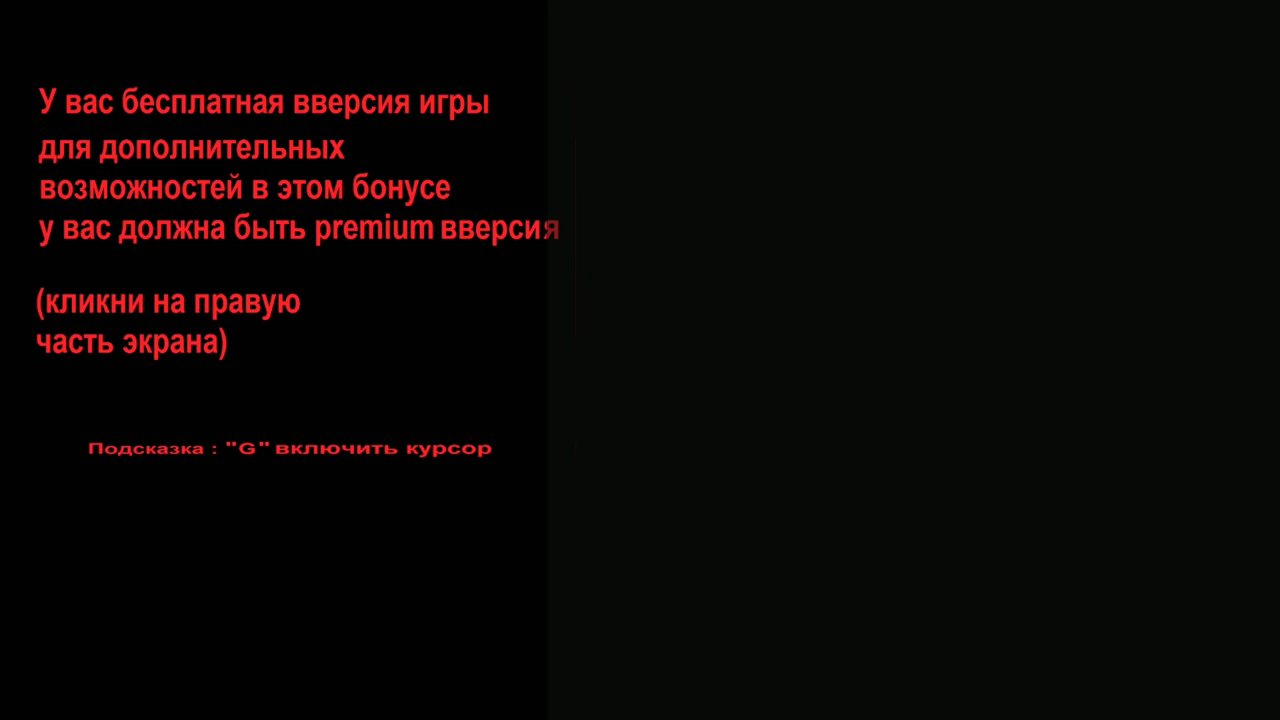 У вас бесплатная вверсия игры
для дополнительных
возможностей в этом бонусе
у вас должна быть premium вверсия
(кликни на правую
часть экрана)
Подсказка : "G" включить курсор